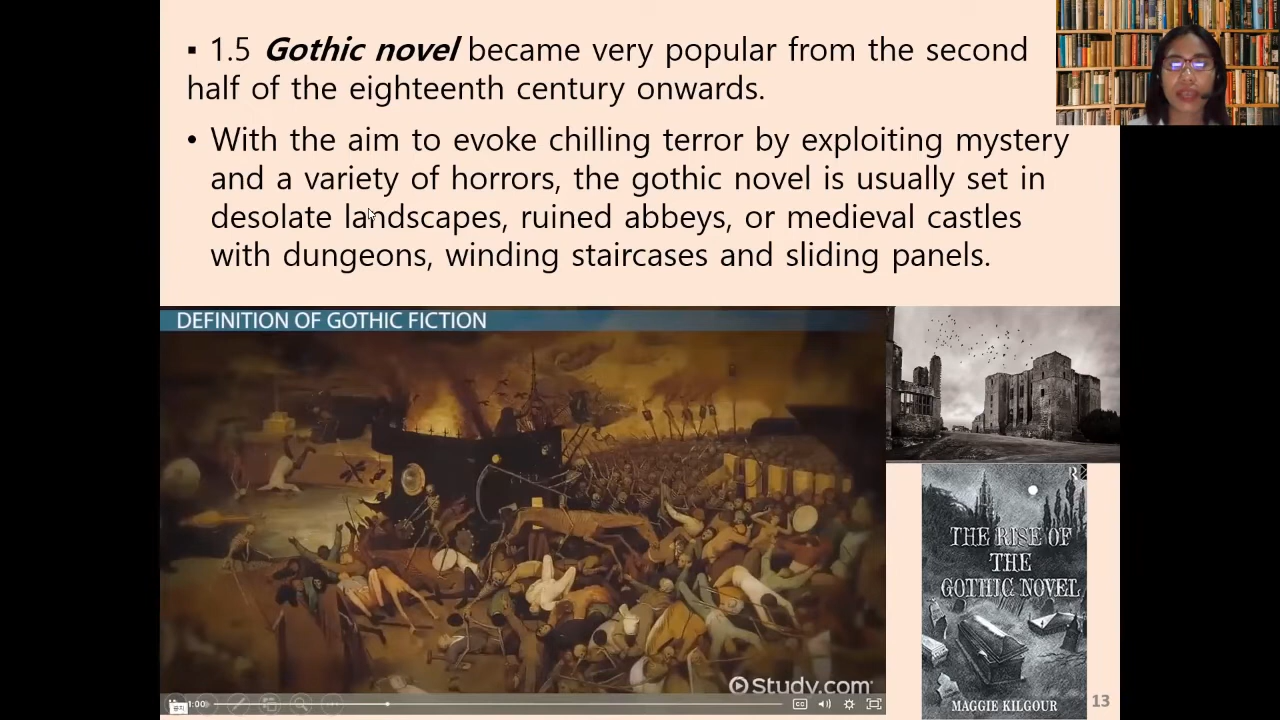 ▪ 1.5 Gothic novel became very popular from the second
half of the eighteenth century onwards.
• With the aim to evoke chilling terror by exploiting mystery
and a variety of horrors, the gothic novel is usually set in
desolate landscapes, ruined abbeys, or medieval castles
with dungeons, winding staircases and sliding panels.
DEFINITION OF GOTHIC FICTION
THE RISE OF
THE
GOTHIC NOVEL
MAGGIE KILGOUR
Study.com
1:00
CC
13